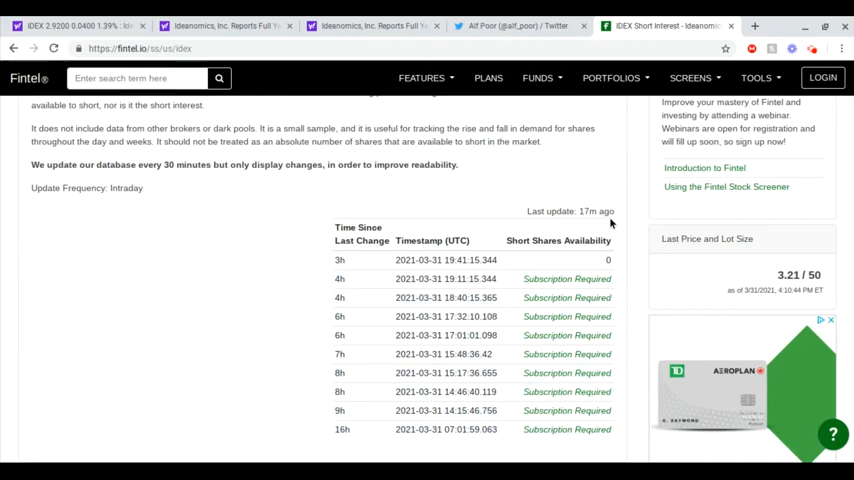 IDEX 2.9200 0.0400 1.39% : Ide
Ideanomics, Inc. Reports Full Ye
Ideanomics, Inc. Reports Full Ye
Alf Poor (@alf_poor) / Twitter
IDEX Short Interest - Ideanomic
https://fintel.io/ss/us/idex
Fintel®
Enter search term here
FEATURES
PLANS
FUNDS
PORTFOLIOS
SCREENS
TOOLS
LOGIN
available to short, nor is it the short interest.
It does not include data from other brokers or dark pools. It is a small sample, and it is useful for tracking the rise and fall in demand for shares
throughout the day and weeks. It should not be treated as an absolute number of shares that are available to short in the market.
We update our database every 30 minutes but only display changes, in order to improve readability.
Update Frequency: Intraday
Last update: 17m ago
Time Since
Last Change Timestamp (UTC) Short Shares Availability
3h 2021-03-31 19:41:15.344 0
4h 2021-03-31 19:11:15.344 Subscription Required
4h 2021-03-31 18:40:15.365 Subscription Required
6h 2021-03-31 17:32:10.108 Subscription Required
6h 2021-03-31 17:01:01.098 Subscription Required
7h 2021-03-31 15:48:36.42 Subscription Required
8h 2021-03-31 15:17:36.655 Subscription Required
8h 2021-03-31 14:46:40.119 Subscription Required
9h 2021-03-31 14:15:46.756 Subscription Required
16h 2021-03-31 07:01:59.063 Subscription Required
Improve your mastery of Fintel and
investing by attending a webinar.
Webinars are open for registration and
will fill up soon, so sign up now!
Introduction to Fintel
Using the Fintel Stock Screener
Last Price and Lot Size
3.21 / 50
as of 3/31/2021, 4:10:44 PM ET
TD
AEROPLAN
G. RAYMOND
?